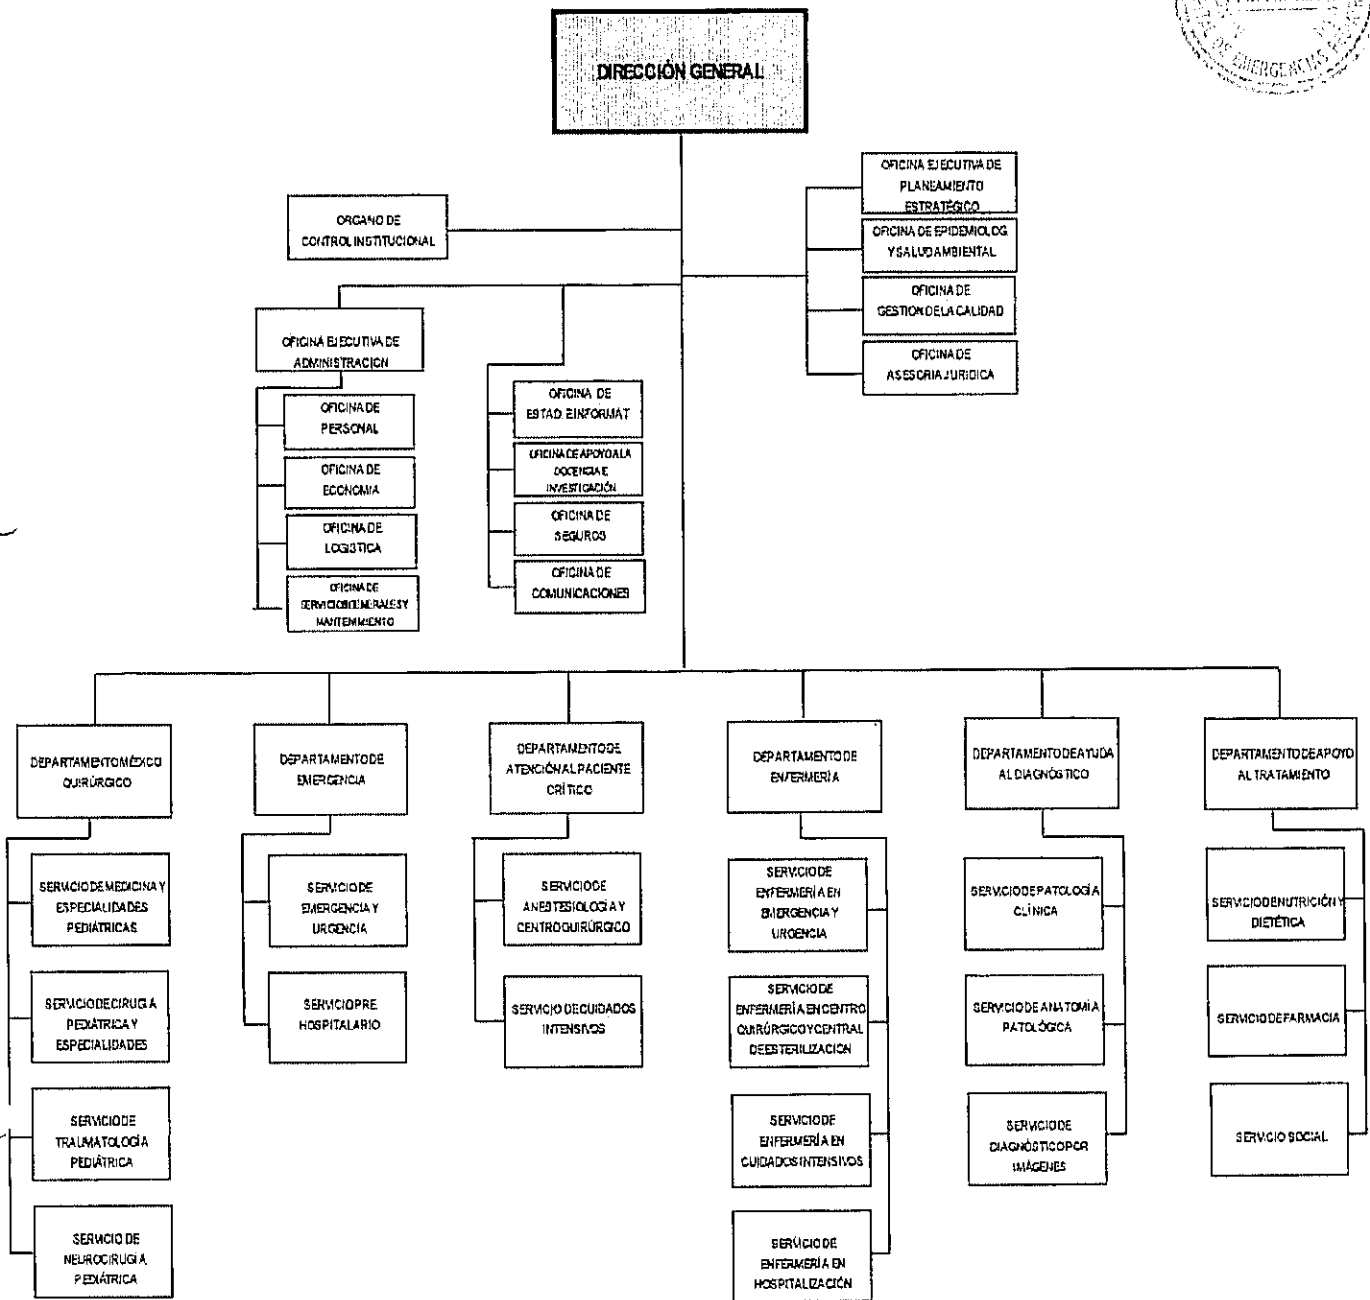 DIRECCIÓN GENERAL
DE EMERGENCIAS
ORGANO DE
CONTROL INSTITUCIONAL
OFICINA EJECUTIVA DE
PLANEAMIENTO
ESTRATÉGICO
OFICINA DE EPIDEMIOLOG
Y SALUD AMBIENTAL
OFICINA DE
GESTION DE LA CALIDAD
OFICINA DE
ASESORIA JURIDICA
OFICINA EJECUTIVA DE
ADMINISTRACION
OFICINA DE
PERSONAL
OFICINA DE
ECONOMIA
OFICINA DE
LOGISTICA
OFICINA DE
SERVICIOS GENERALES Y
MANTENIMIENTO
OFICINA DE
ESTAD. E INFORMAT
OFICINA DE APOYO A LA
DOCENCIA E
INVESTIGACIÓN
OFICINA DE
SEGUROS
OFICINA DE
COMUNICACIONES
DEPARTAMENTO MÉXICO
QUIRÚRGICO
SERVICIO DE MEDICINA Y
ESPECIALIDADES
PEDIÁTRICAS
SERVICIO DE CIRUGIA
PEDIÁTRICA Y
ESPECIALIDADES
SERVICIO DE
TRAUMATOLOGÍA
PEDIÁTRICA
SERVICIO DE
NEUROCIRUGIA
PEDIÁTRICA
DEPARTAMENTO DE
EMERGENCIA
SERVICIO DE
EMERGENCIA Y
URGENCIA
SERVICIO PRE
HOSPITALARIO
DEPARTAMENTO DE
ATENCIÓN AL PACIENTE
CRÍTICO
SERVICIO DE
ANESTESIOLOGÍA Y
CENTRO QUIRÚRGICO
SERVICIO DE CUIDADOS
INTENSIVOS
DEPARTAMENTO DE
ENFERMERÍA
SERVICIO DE
ENFERMERÍA EN
EMERGENCIA Y
URGENCIA
SERVICIO DE
ENFERMERÍA EN CENTRO
QUIRÚRGICO Y CENTRAL
DE ESTERILIZACIÓN
SERVICIO DE
ENFERMERÍA EN
CUIDADOS INTENSIVOS
SERVICIO DE
ENFERMERÍA EN
HOSPITALIZACIÓN
DEPARTAMENTO DE AYUDA
AL DIAGNÓSTICO
SERVICIO DE PATOLOGÍA
CLÍNICA
SERVICIO DE ANATOMÍA
PATOLÓGICA
SERVICIO DE
DIAGNÓSTICO POR
IMÁGENES
DEPARTAMENTO DE APOYO
AL TRATAMIENTO
SERVICIO DE NUTRICIÓN Y
DIETÉTICA
SERVICIO DE FARMACIA
SERVICIO SOCIAL